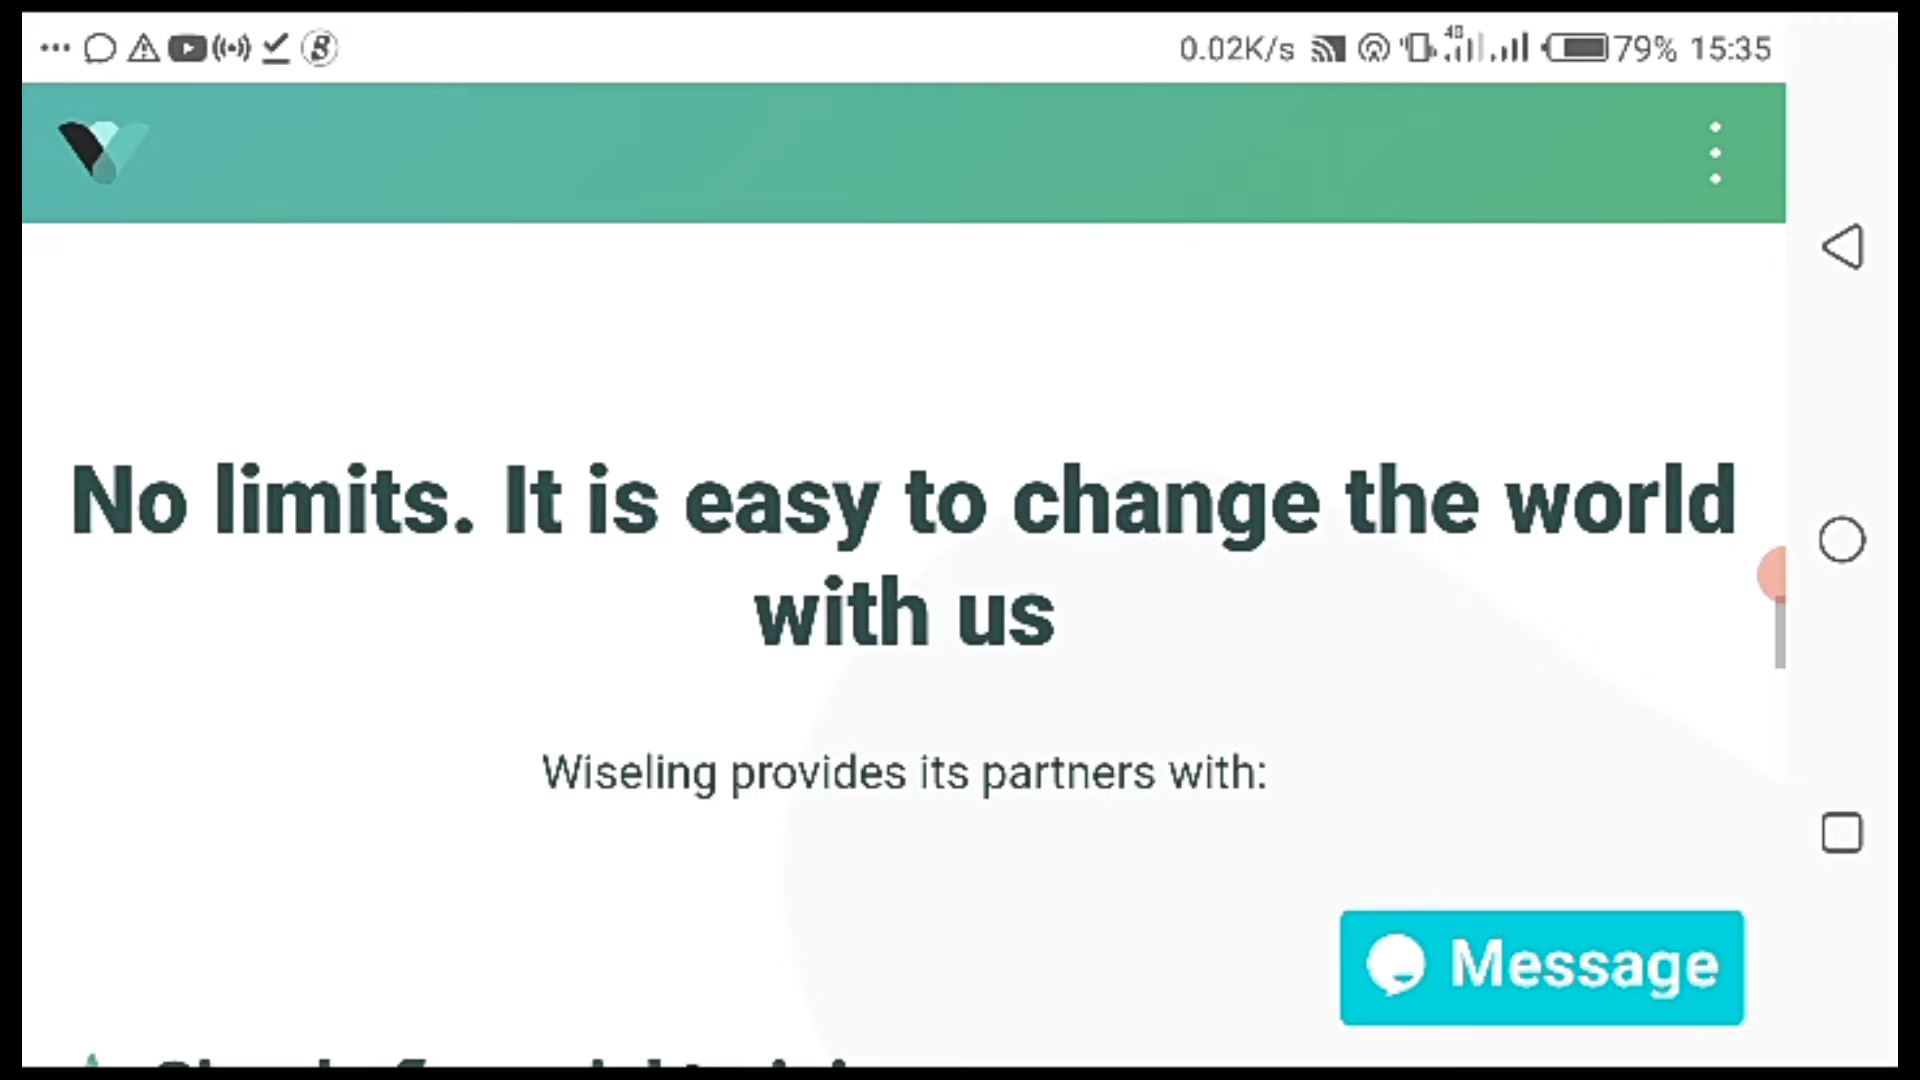 0.02K/s 4G 79% 15:35
No limits. It is easy to change the world
with us
Wiseling provides its partners with:
Message